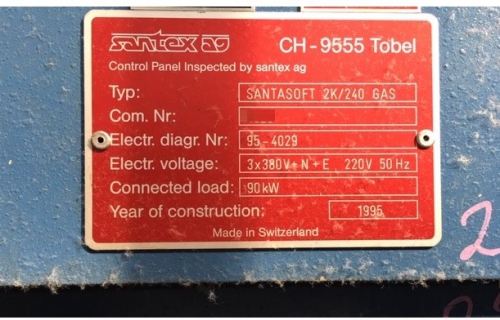 santex ag CH-9555 Tobel
Control Panel Inspected by santex ag
Typ: SANTASOFT 2K/240 GAS
Com. Nr:
Electr. diagr. Nr: 95-4029
Electr. voltage: 3x380V+N+E 220V 50Hz
Connected load: 90kW
Year of construction: 1995
Made in Switzerland
2